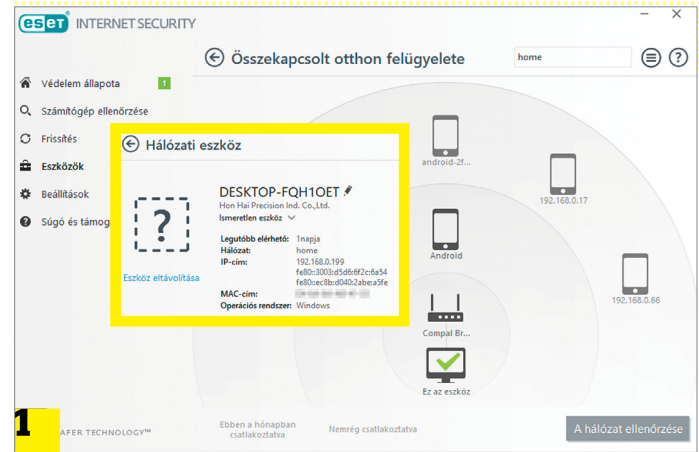 eset INTERNET SECURITY
Összekapcsolt otthon felügyelete
home
Védelem állapota
1
Számítógép ellenőrzése
Frissítés
Eszközök
Beállítások
Súgó és támog
Hálózati eszköz
DESKTOP-FQH1OET
Hon Hai Precision Ind. Co.,Ltd.
Ismeretlen eszköz
Legutóbb elérhető: 1napja
Hálózat: home
IP-cím: 192.168.0.199
fe80::3003:d5d6:6f2c:6a54
fe80::ec8b:d040:2abe:a5fe
MAC-cím:
Operációs rendszer: Windows
Eszköz eltávolítása
android-2f...
192.168.0.17
Android
192.168.0.66
Compal Br...
Ez az eszköz
1
AFER TECHNOLOGY™
Ebben a hónapban
csatlakoztatva
Nemrég csatlakoztatva
A hálózat ellenőrzése